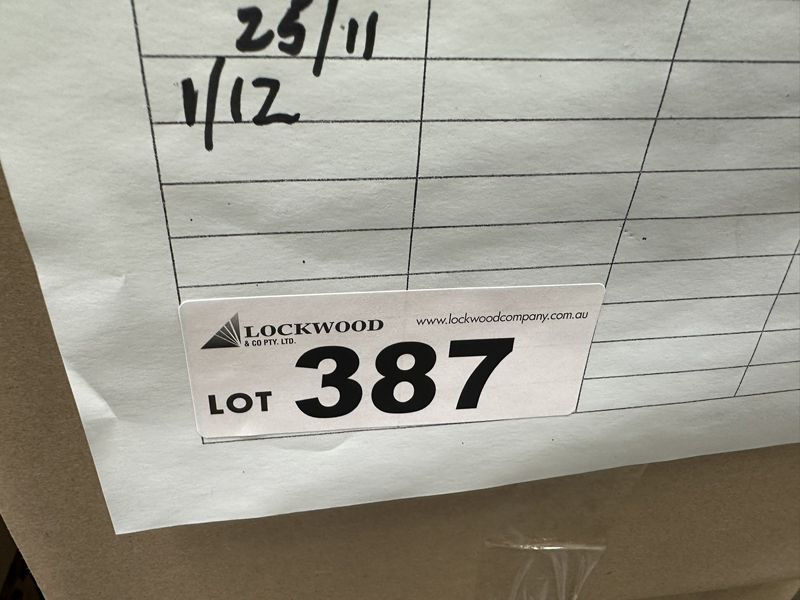 25/11
1/12
LOCKWOOD
& CO PTY. LTD.
www.lockwoodcompany.com.au
LOT 387